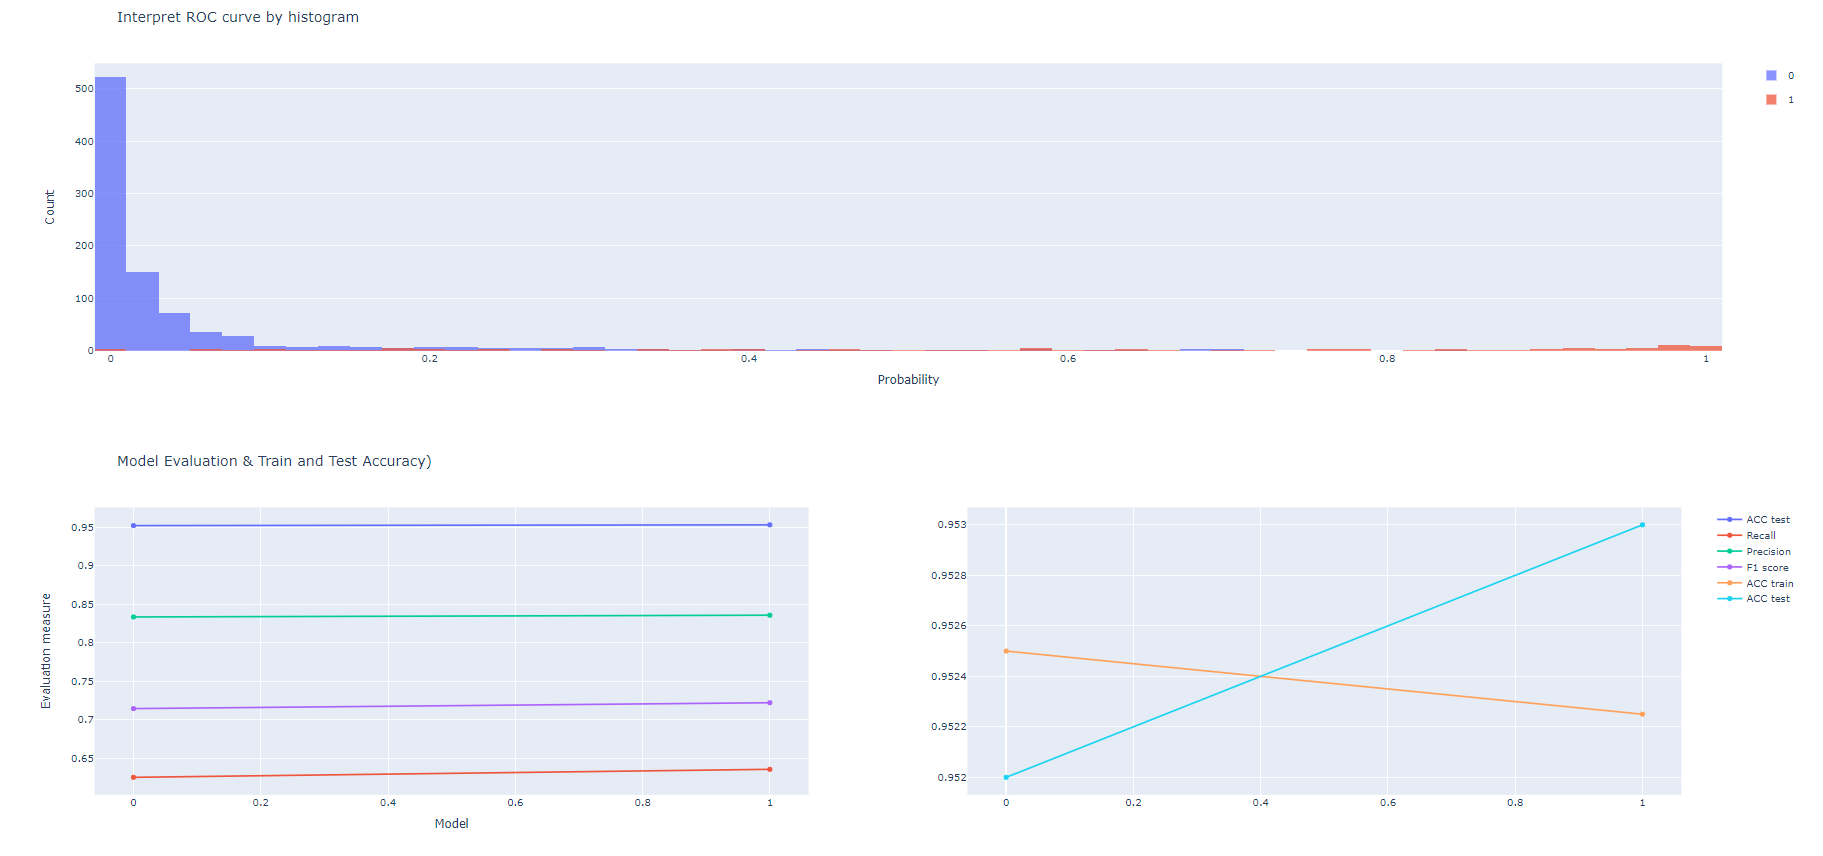 Interpret ROC curve by histogram
500
400
300
200
100
0
Count
0 0.2 0.4 0.6 0.8 1
Probability
0
1
Model Evaluation & Train and Test Accuracy)
0.95
0.9
0.85
0.8
0.75
0.7
0.65
Evaluation measure
0 0.2 0.4 0.6 0.8 1
Model
0.953
0.9528
0.9526
0.9524
0.9522
0.952
0 0.2 0.4 0.6 0.8 1
ACC test
Recall
Precision
F1 score
ACC train
ACC test